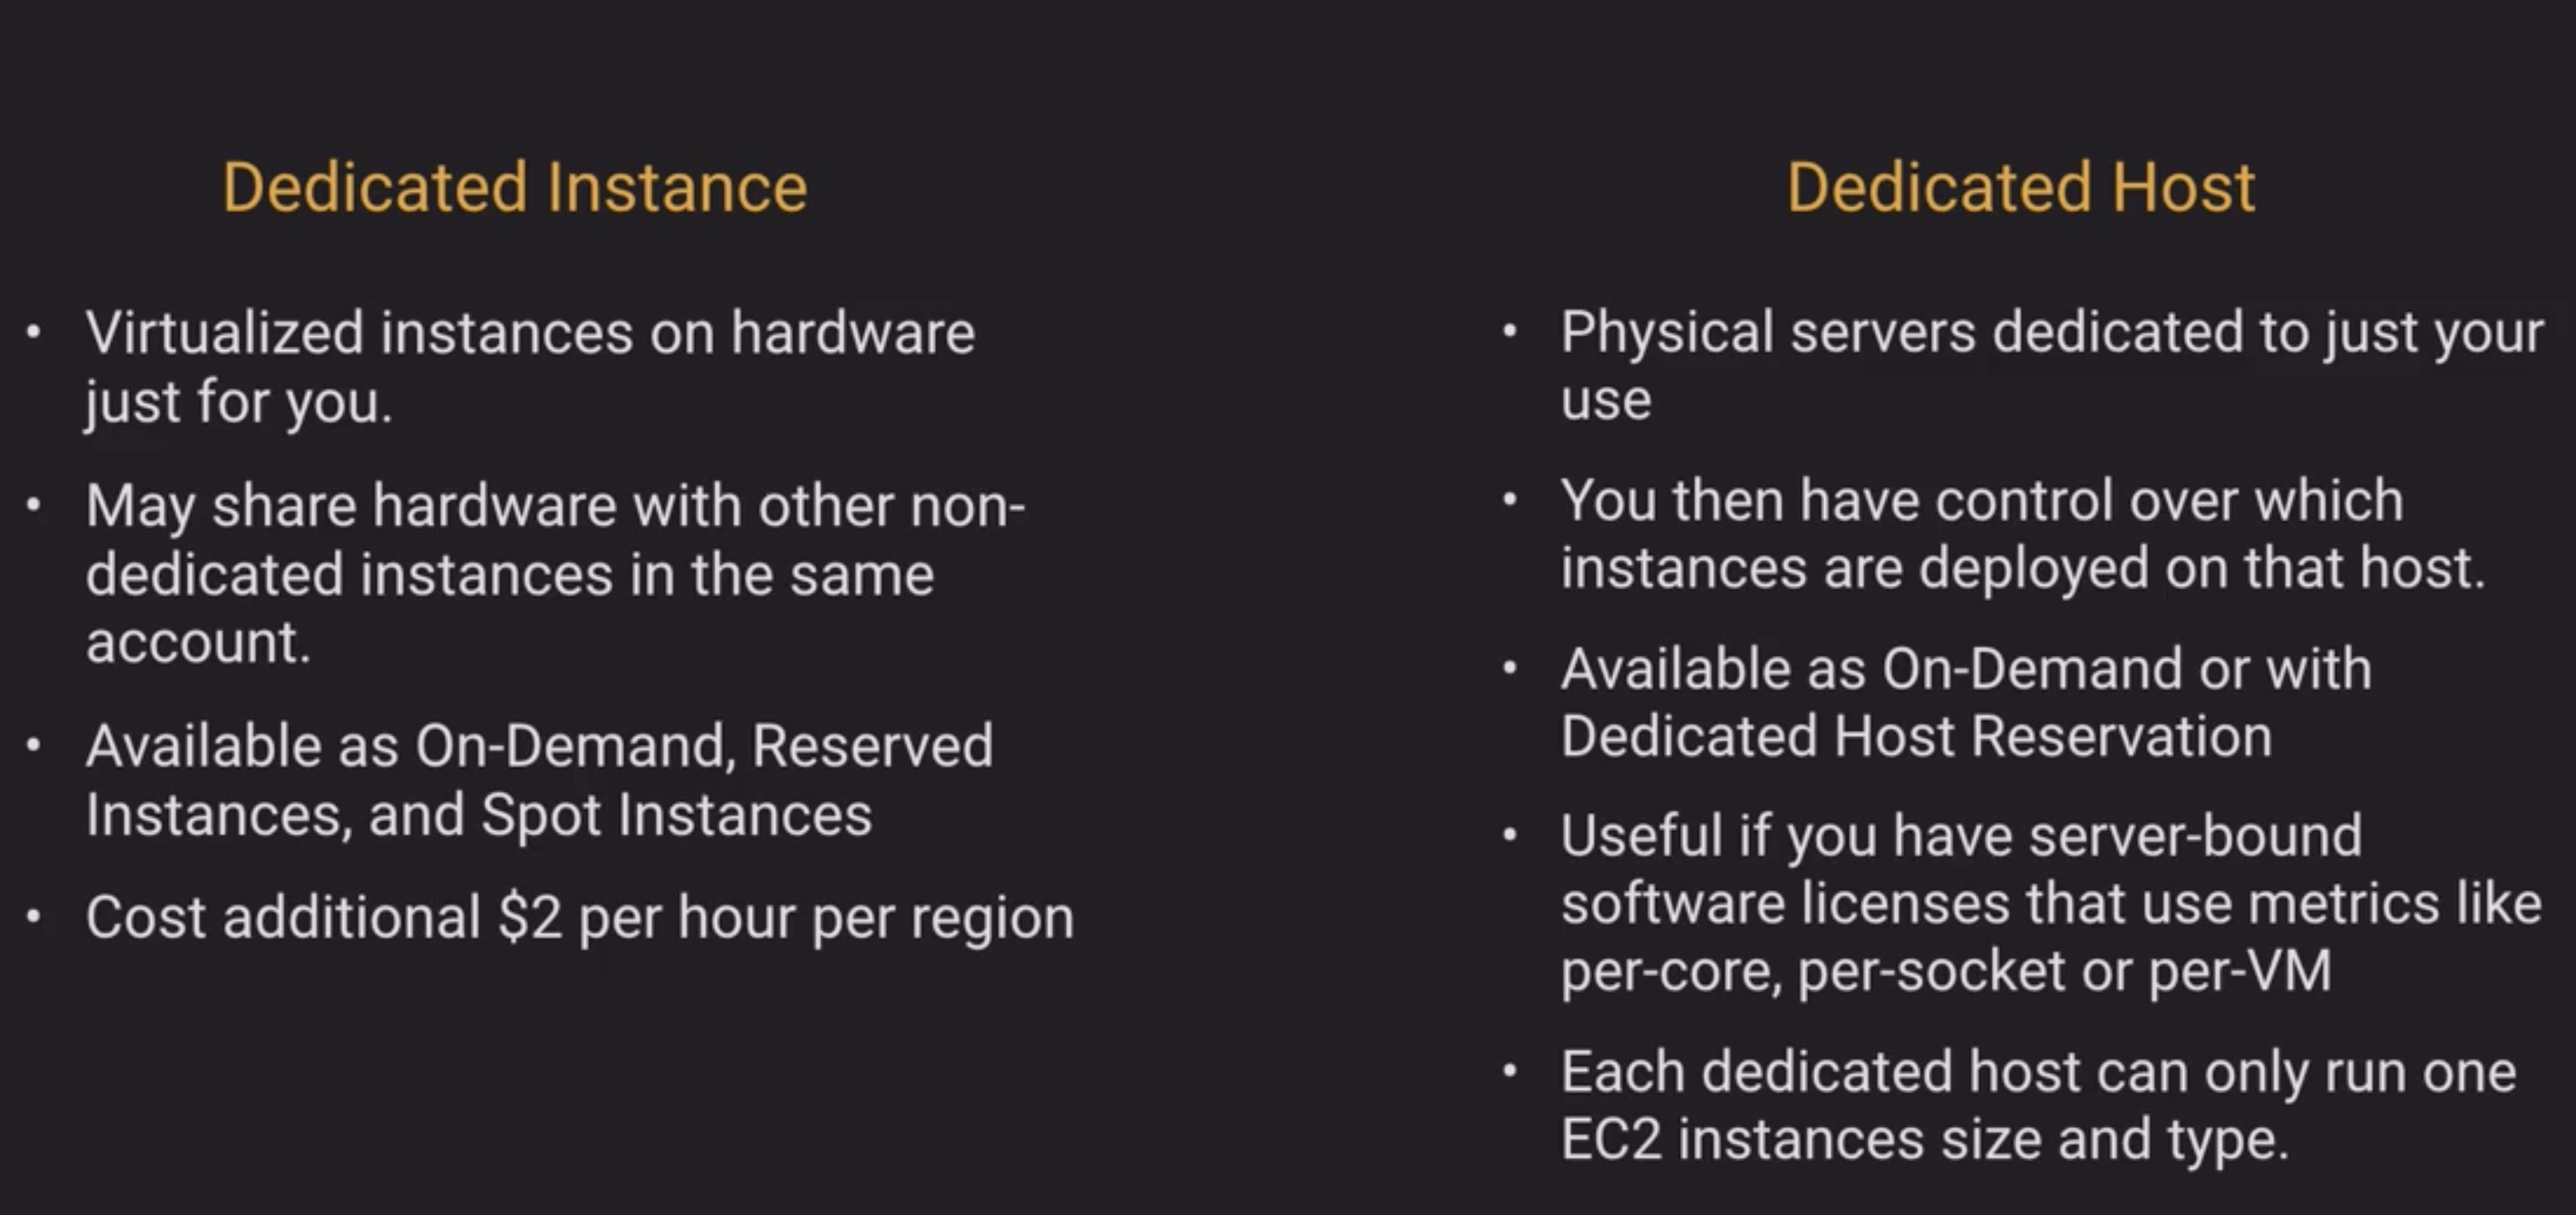 Dedicated Instance
• Virtualized instances on hardware
just for you.
• May share hardware with other non-
dedicated instances in the same
account.
• Available as On-Demand, Reserved
Instances, and Spot Instances
• Cost additional $2 per hour per region
Dedicated Host
• Physical servers dedicated to just your
use
• You then have control over which
instances are deployed on that host.
• Available as On-Demand or with
Dedicated Host Reservation
• Useful if you have server-bound
software licenses that use metrics like
per-core, per-socket or per-VM
• Each dedicated host can only run one
EC2 instances size and type.